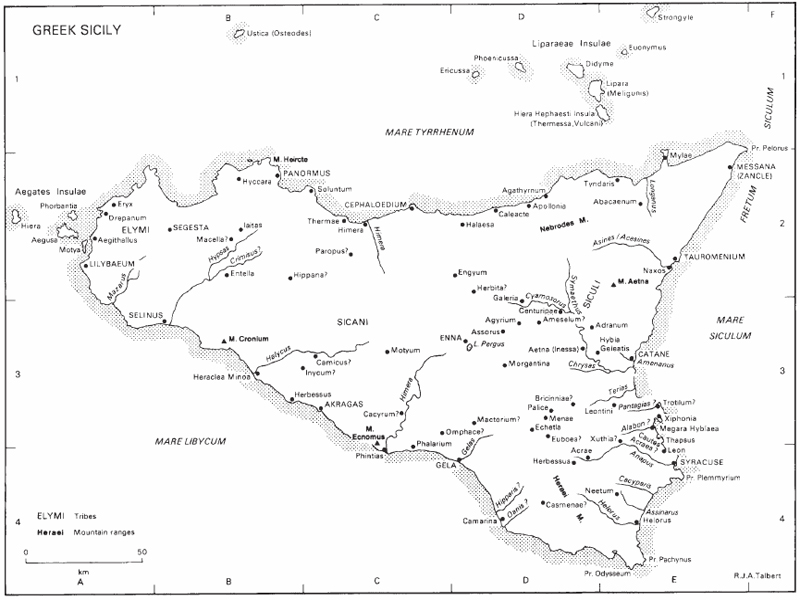 B
C
D
F
GREEK SICILY
Ustica (Osteodes)
Strongyle
Liparaeae Insulae
Euonymus
Phoenicussa
Didyme
Ericussa
1
1
Lipara
(Meligunis)
Hiera Hephaesti Insula
(Thermessa, Vulcani)
SICULUM
MARE TYRRHENUM
Pr. Pelorus
M. Heircte
Mylae
MESSANA
(ZANCLE)
PANORMUS
Hyccara
Soluntum
Tyndaris
Longanus
Aegates Insulae
Agathyrnum
Abacaenum
Phorbantia
Eryx
CEPHALOEDIUM
Apollonia
FRETUM
Hiera
Drepanum
Caleacte
2
ELYMI
SEGESTA
Iaitas
Thermae
Himera
Halaesa
Nebrodes M.
2
Aegusa
Aegithallus
Macella?
Himera
Asines / Acesines
Motya
Hypsas
Crimisus?
Paropus?
TAUROMENIUM
LILYBAEUM
Naxos
Mazarus
Entella
Hippana?
Engyum
Symaethus
SICULI
M. Aetna
Herbita?
Galeria
Cyamosorus
Centuripae
MARE
SICULUM
SELINUS
SICANI
Agyrium
Ameselum?
Adranum
Assorus
M. Cronium
ENNA
L. Pergus
Hybla
Geleatis
Aetna (Inessa)
CATANE
Halycus
Motyum
Camicus?
Morgantina
Chrysas
Amenanus
3
Heraclea Minoa
Inycum?
3
Himera
Terias
Herbessus
Bricinniae?
Leontini
Pantagias?
Trotilum?
AKRAGAS
Cacyrum?
Palice
Xiphonia
Mactorium?
Menae
Alabon?
Megara Hyblaea
MARE LIBYCUM
M.
Ecnomus
Omphace?
Echetla
Euboea?
Xuthia?
Cautes
Acraea?
Thapsus
Phintias
Phalarium
Gelas
Acrae
Leon
GELA
Herbessus
Anapus
SYRACUSE
Pr. Plemmyrium
Heraei
M.
Cacyparis
Neetum
Hipparis?
Casmenae?
Assinarus
ELYMI Tribes
Oanis?
Helorus
4
Camarina
Helorus
4
Heraei Mountain ranges
0
50
km
Pr. Pachynus
Pr. Odysseum
R.J.A.Talbert
A
B
C
D
E